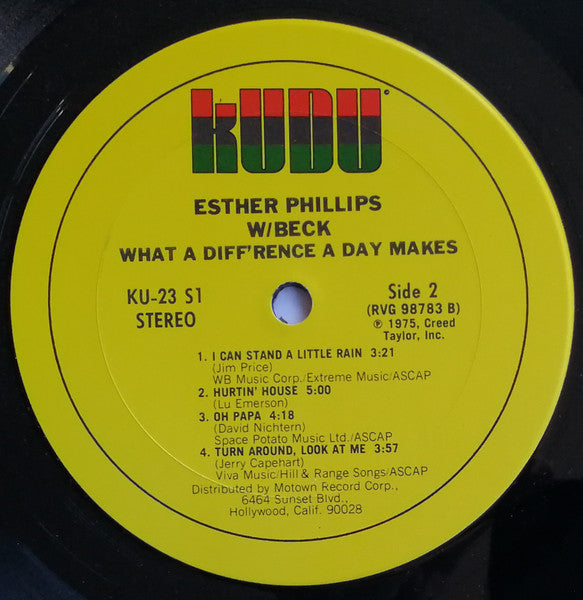 kUDU
ESTHER PHILLIPS
W/BECK
WHAT A DIFF'RENCE A DAY MAKES
KU-23 S1
STEREO
Side 2
(RVG 98783 B)
℗ 1975, Creed
Taylor, Inc.
1. I CAN STAND A LITTLE RAIN 3:21
(Jim Price)
WB Music Corp./Extreme Music/ASCAP
2. HURTIN' HOUSE 5:00
(Lu Emerson)
3. OH PAPA 4:18
(David Nichtern)
Space Potato Music Ltd./ASCAP
4. TURN AROUND, LOOK AT ME 3:57
(Jerry Capehart)
Viva Music/Hill & Range Songs/ASCAP
Distributed by Motown Record Corp.,
6464 Sunset Blvd.,
Hollywood, Calif. 90028